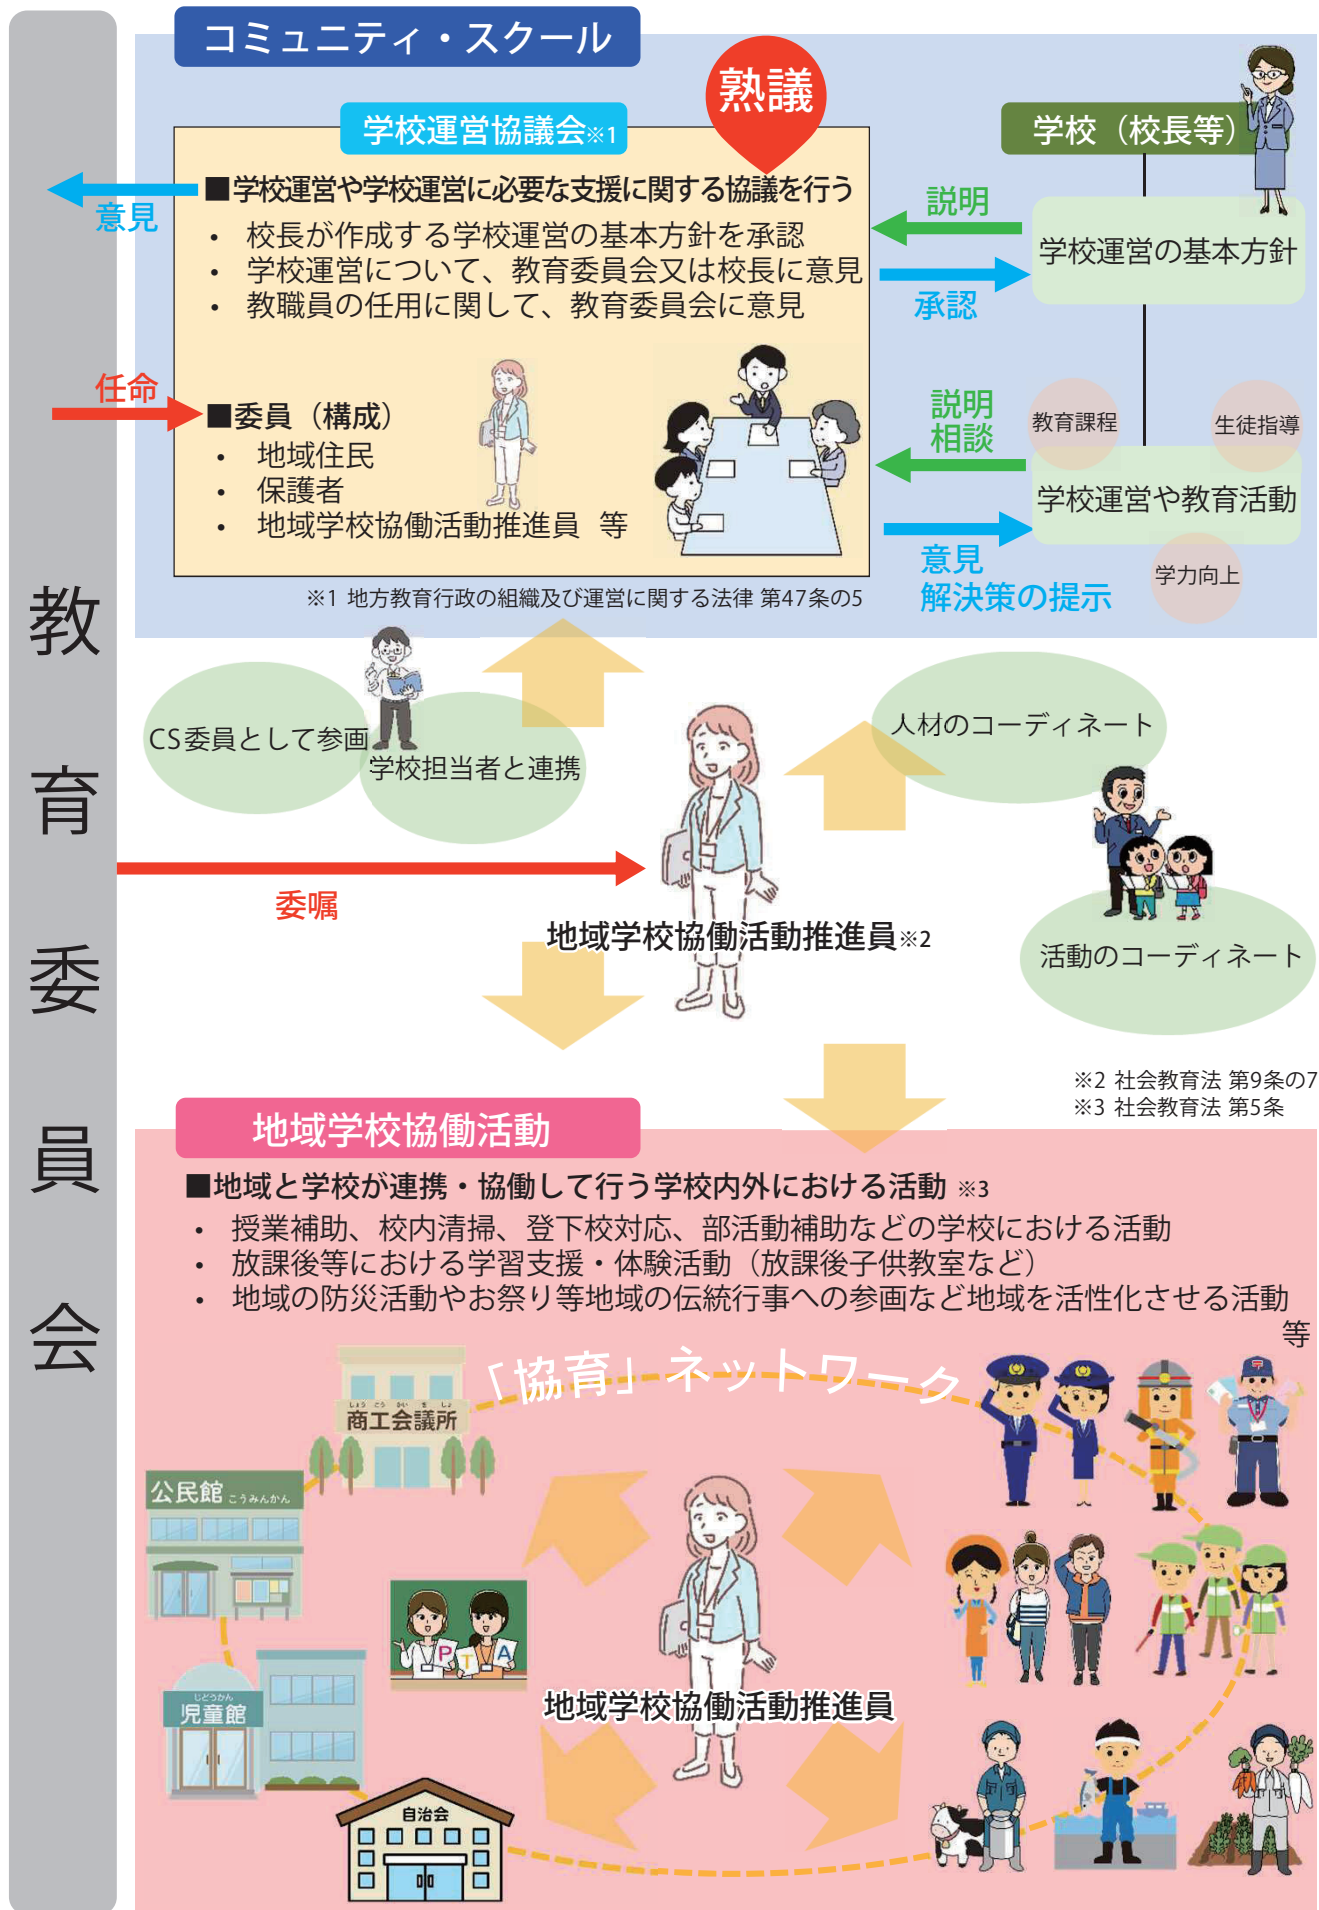 教育委員会
コミュニティ・スクール
熟議
学校運営協議会※1
■学校運営や学校運営に必要な支援に関する協議を行う
・ 校長が作成する学校運営の基本方針を承認
・ 学校運営について、教育委員会又は校長に意見
・ 教職員の任用に関して、教育委員会に意見
意見
任命
■委員（構成）
・ 地域住民
・ 保護者
・ 地域学校協働活動推進員 等
※1 地方教育行政の組織及び運営に関する法律 第47条の5
学校（校長等）
説明
学校運営の基本方針
承認
説明
相談
教育課程
生徒指導
学校運営や教育活動
意見
解決策の提示
学力向上
CS委員として参画
学校担当者と連携
人材のコーディネート
委嘱
地域学校協働活動推進員※2
活動のコーディネート
※2 社会教育法 第9条の7
※3 社会教育法 第5条
地域学校協働活動
■地域と学校が連携・協働して行う学校内外における活動 ※3
・ 授業補助、校内清掃、登下校対応、部活動補助などの学校における活動
・ 放課後等における学習支援・体験活動（放課後子供教室など）
・ 地域の防災活動やお祭り等地域の伝統行事への参画など地域を活性化させる活動
等
「協育」ネットワーク
しょうこうかいぎしょ
商工会議所
公民館 こうみんかん
P T A
じどうかん
児童館
地域学校協働活動推進員
自治会